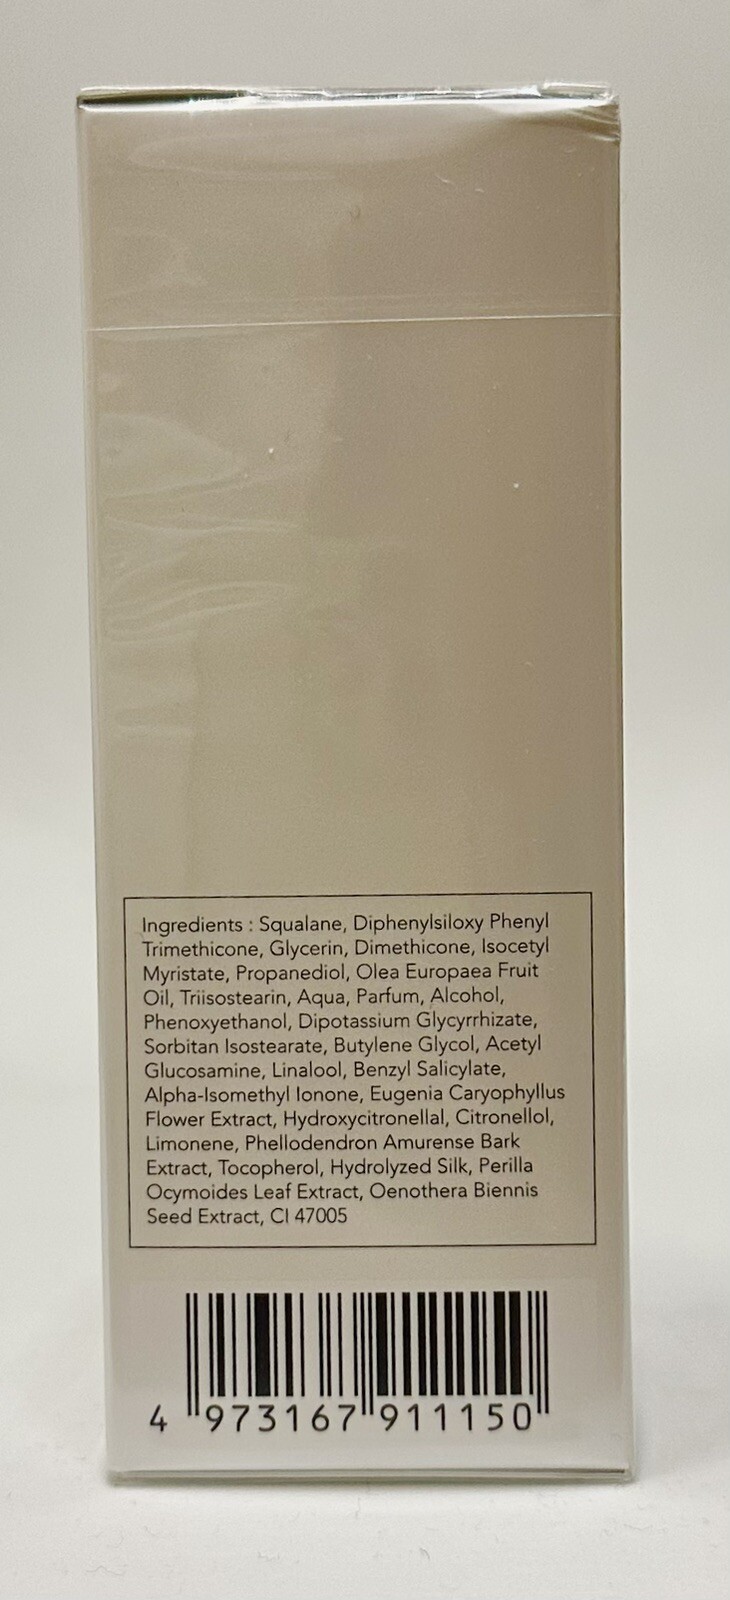 Ingredients : Squalane, Diphenylsiloxy Phenyl
Trimethicone, Glycerin, Dimethicone, Isocetyl
Myristate, Propanediol, Olea Europaea Fruit
Oil, Triisostearin, Aqua, Parfum, Alcohol,
Phenoxyethanol, Dipotassium Glycyrrhizate,
Sorbitan Isostearate, Butylene Glycol, Acetyl
Glucosamine, Linalool, Benzyl Salicylate,
Alpha-Isomethyl Ionone, Eugenia Caryophyllus
Flower Extract, Hydroxycitronellal, Citronellol,
Limonene, Phellodendron Amurense Bark
Extract, Tocopherol, Hydrolyzed Silk, Perilla
Ocymoides Leaf Extract, Oenothera Biennis
Seed Extract, CI 47005
4 973167 911150